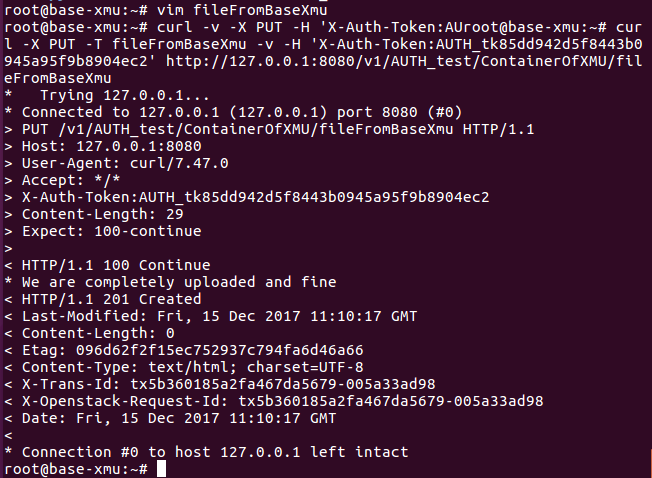 root@base-xmu:~# vim fileFromBaseXmu
root@base-xmu:~# curl -v -X PUT -H 'X-Auth-Token:AUroot@base-xmu:~# cur
l -X PUT -T fileFromBaseXmu -v -H 'X-Auth-Token:AUTH_tk85dd942d5f8443b0
945a95f9b8904ec2' http://127.0.0.1:8080/v1/AUTH_test/ContainerOfXMU/fil
eFromBaseXmu
*   Trying 127.0.0.1...
* Connected to 127.0.0.1 (127.0.0.1) port 8080 (#0)
> PUT /v1/AUTH_test/ContainerOfXMU/fileFromBaseXmu HTTP/1.1
> Host: 127.0.0.1:8080
> User-Agent: curl/7.47.0
> Accept: */*
> X-Auth-Token:AUTH_tk85dd942d5f8443b0945a95f9b8904ec2
> Content-Length: 29
> Expect: 100-continue
>
< HTTP/1.1 100 Continue
* We are completely uploaded and fine
< HTTP/1.1 201 Created
< Last-Modified: Fri, 15 Dec 2017 11:10:17 GMT
< Content-Length: 0
< Etag: 096d62f2f15ec752937c794fa6d46a66
< Content-Type: text/html; charset=UTF-8
< X-Trans-Id: tx5b360185a2fa467da5679-005a33ad98
< X-Openstack-Request-Id: tx5b360185a2fa467da5679-005a33ad98
< Date: Fri, 15 Dec 2017 11:10:17 GMT
<
* Connection #0 to host 127.0.0.1 left intact
root@base-xmu:~#